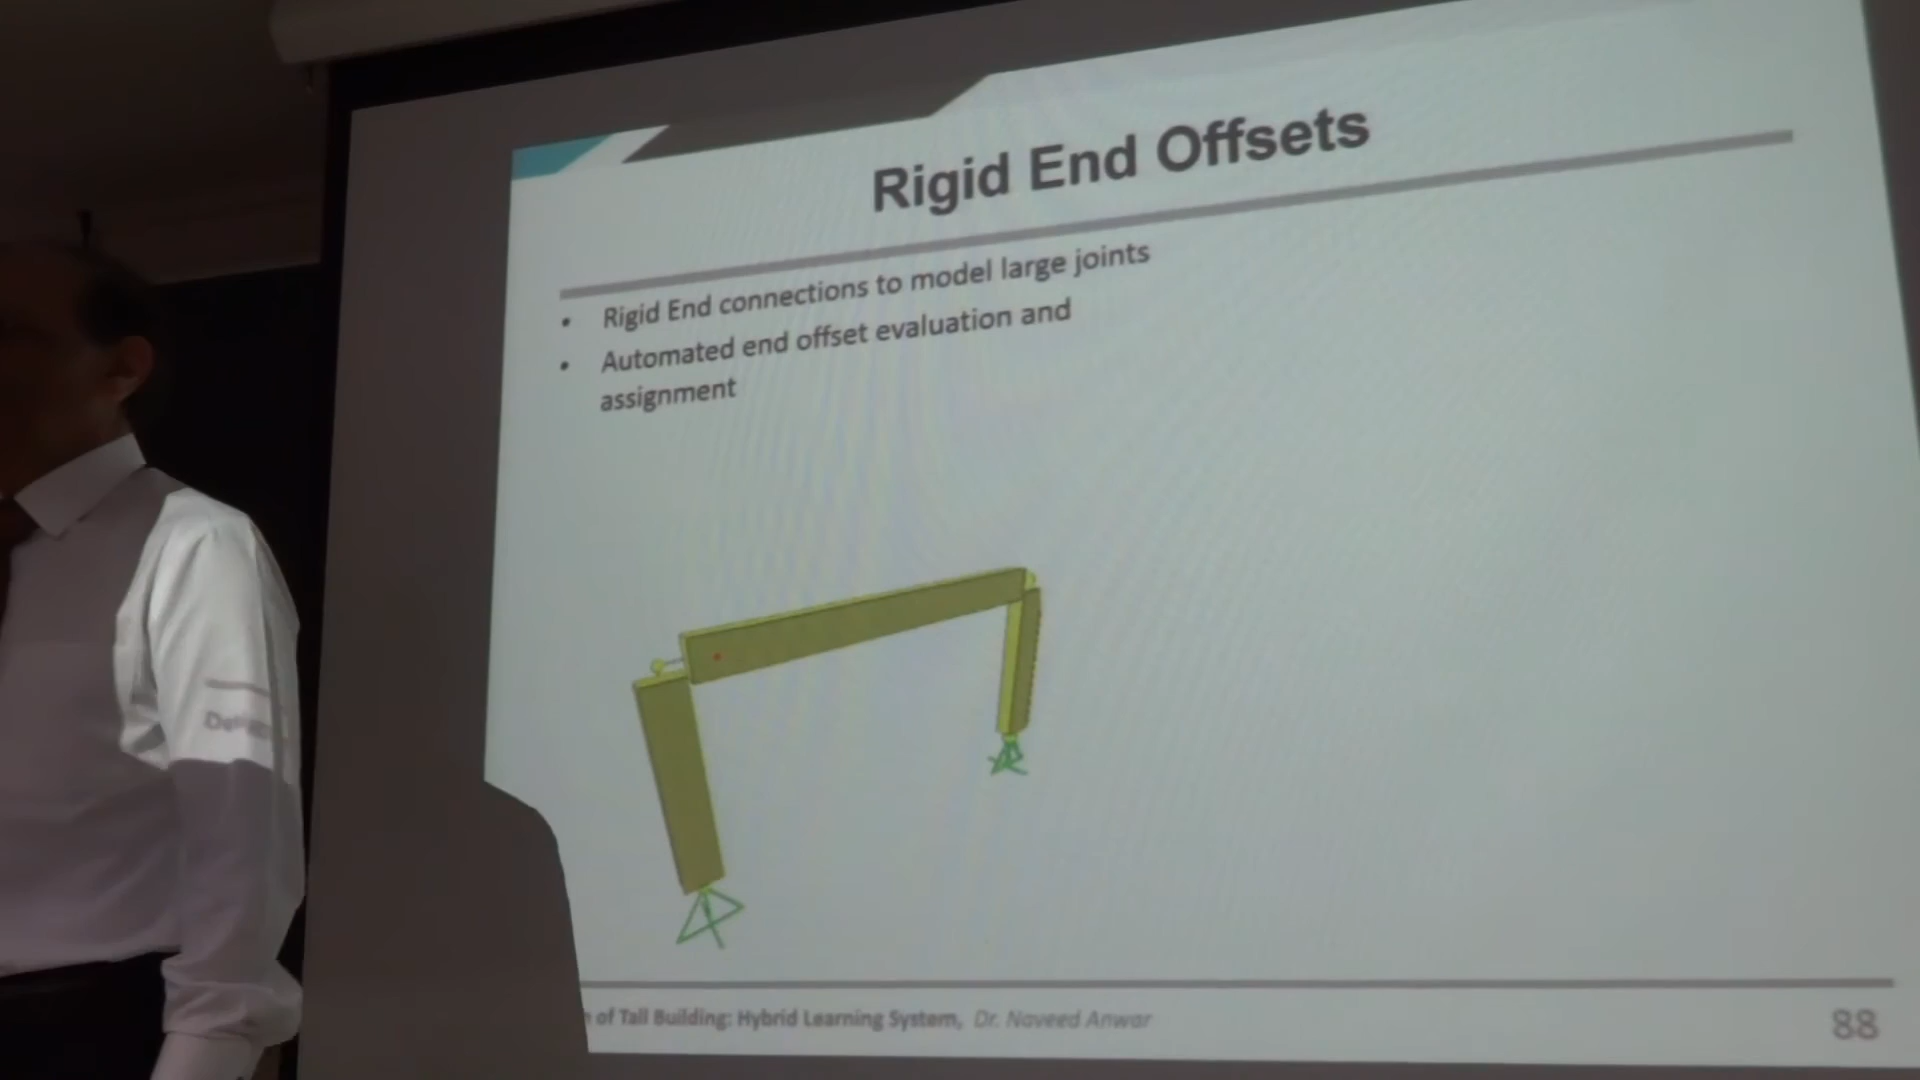 Rigid End Offsets
• Rigid End connections to model large joints
• Automated end offset evaluation and
assignment
of Tall Building: Hybrid Learning System, Dr. Naveed Anwar
88